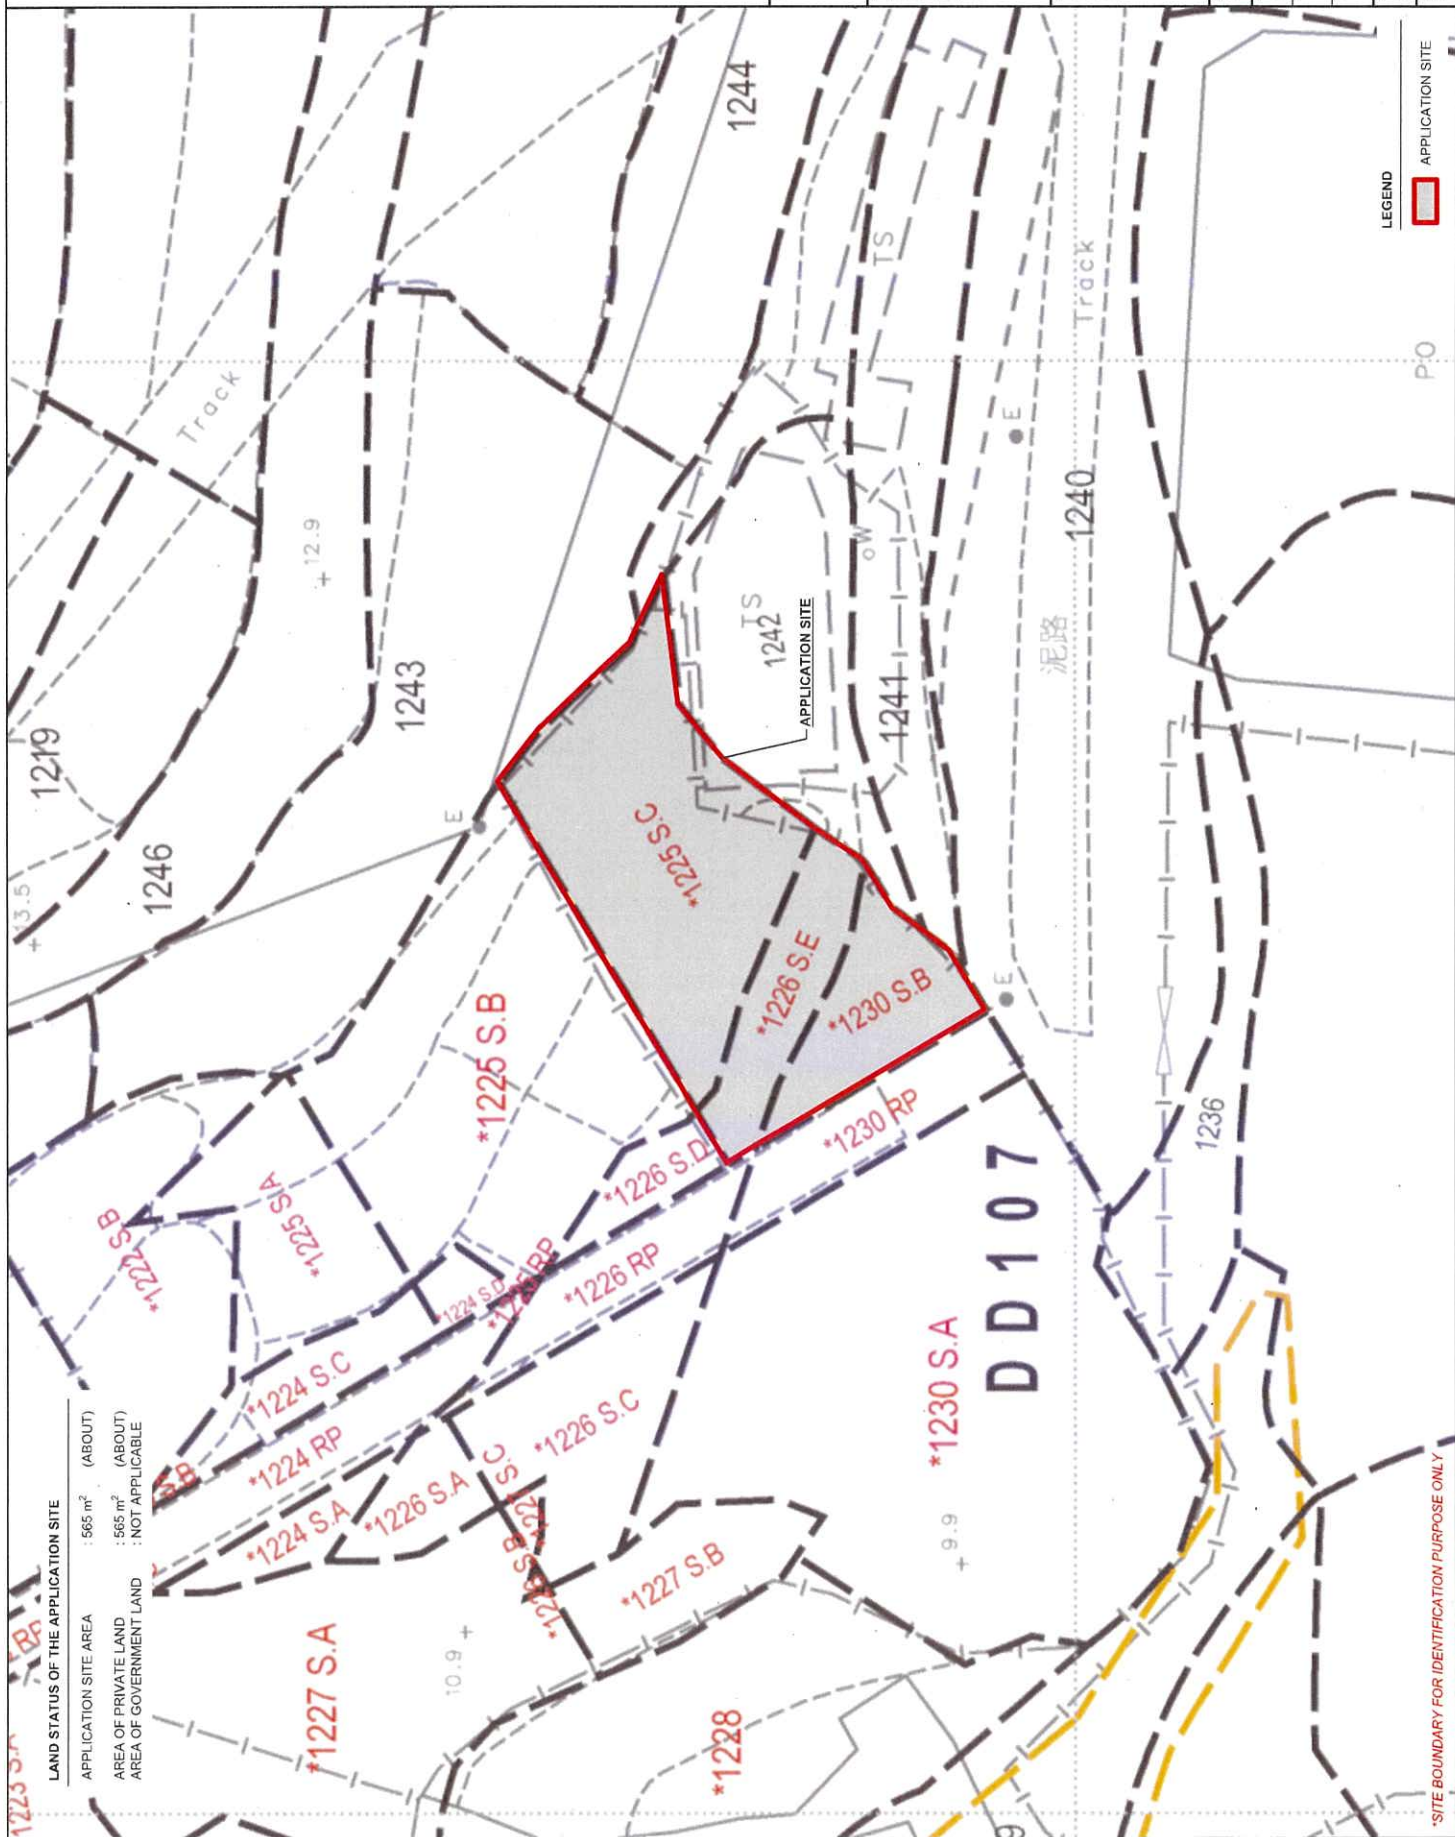 LAND STATUS OF THE APPLICATION SITE
APPLICATION SITE AREA : 565 m² (ABOUT)
AREA OF PRIVATE LAND : 565 m² (ABOUT)
AREA OF GOVERNMENT LAND : NOT APPLICABLE
*1222 S.B
*1225 S.A
*1224 S.C
*1224 RP
*1224 S.A
*1224 S.D
*1226 S.A
*1227 S.A
10.9
*1226 S.C
*1227 S.B
*1228
*1226 RP
*1226 S.D
*1225 S.B
*1230 RP
*1230 S.A
9.9
DD107
1236
1246
13.5
1219
1243
12.9
Track
1244
E
*1225 S.C
*1226 S.E
*1230 S.B
E
1242
TS
APPLICATION SITE
1241
W
TS
E
1240
泥路
Track
PO
LEGEND
APPLICATION SITE
*SITE BOUNDARY FOR IDENTIFICATION PURPOSE ONLY